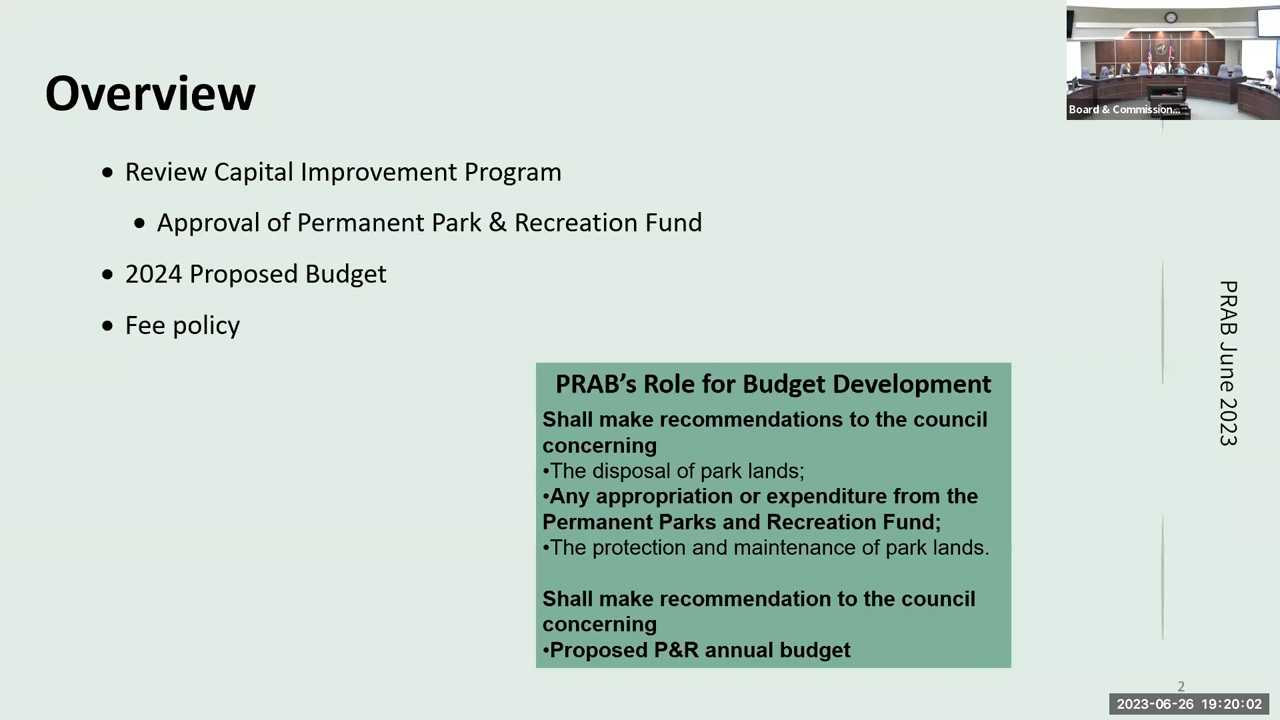 Overview
• Review Capital Improvement Program
• Approval of Permanent Park & Recreation Fund
• 2024 Proposed Budget
• Fee policy
PRAB’s Role for Budget Development
Shall make recommendations to the council
concerning
•The disposal of park lands;
•Any appropriation or expenditure from the
Permanent Parks and Recreation Fund;
•The protection and maintenance of park lands.
Shall make recommendation to the council
concerning
•Proposed P&R annual budget
Board & Commission...
PRAB June 2023
2
2023-06-26 19:20:02